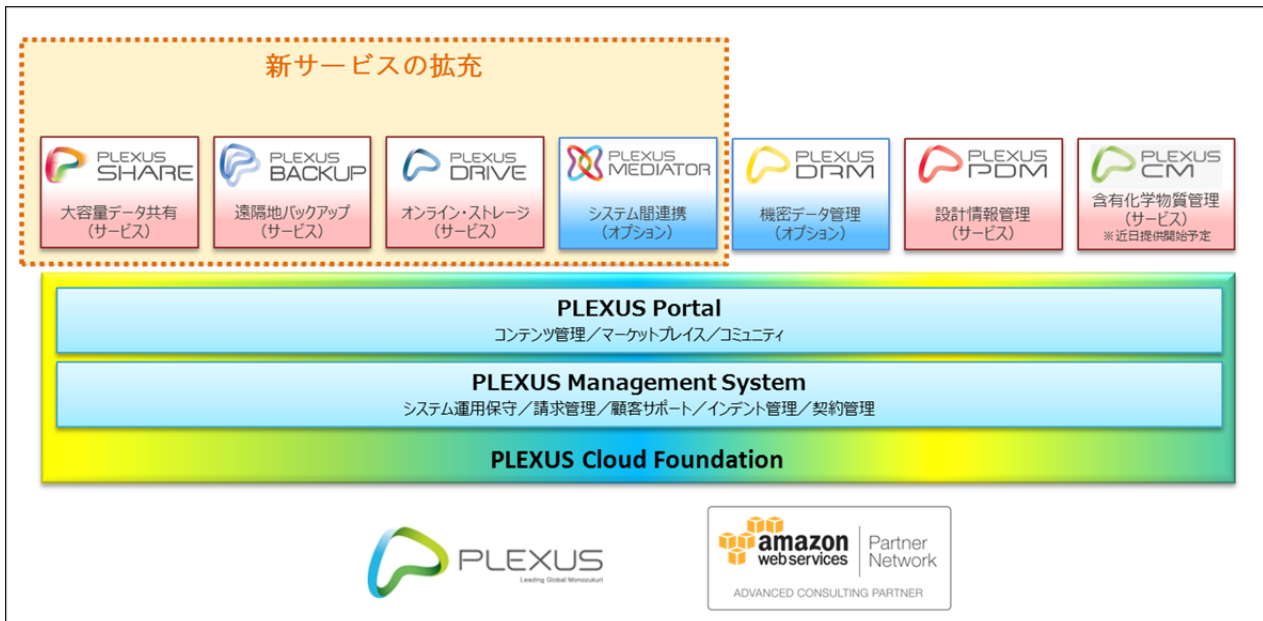 新サービスの拡充
PLEXUS
SHARE
大容量データ共有
(サービス)
PLEXUS
BACKUP
遠隔地バックアップ
(サービス)
PLEXUS
DRIVE
オンライン・ストレージ
(サービス)
PLEXUS
MEDIATOR
システム間連携
(オプション)
PLEXUS
DRM
機密データ管理
(オプション)
PLEXUS
PDM
設計情報管理
(サービス)
PLEXUS
CM
含有化学物質管理
(サービス)
※近日提供開始予定
PLEXUS Portal
コンテンツ管理／マーケットプレイス／コミュニティ
PLEXUS Management System
システム運用保守／請求管理／顧客サポート／インデント管理／契約管理
PLEXUS Cloud Foundation
PLEXUS
Leading Global Monozukuri
amazon
webservices
Partner
Network
ADVANCED CONSULTING PARTNER